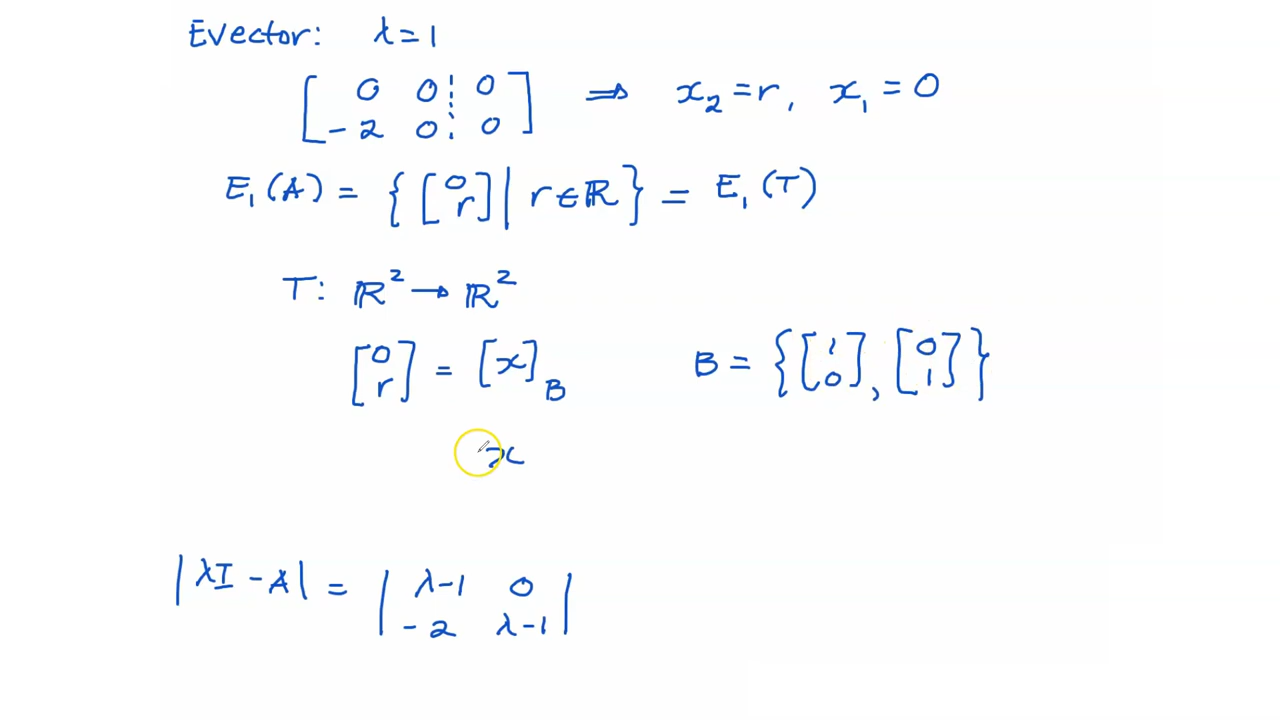 Evector: λ=1
[ 0 0 ¦ 0 ; -2 0 ¦ 0 ] ⇒ x₂ = r, x₁ = 0
E₁(A) = { [ 0 ; r ] | r ∈ ℝ } = E₁(T)
T: ℝ² → ℝ²
[ 0 ; r ] = [x]_B B = { [ 1 ; 0 ], [ 0 ; 1 ] }
x
|λI - A| = | λ-1 0 ; -2 λ-1 |